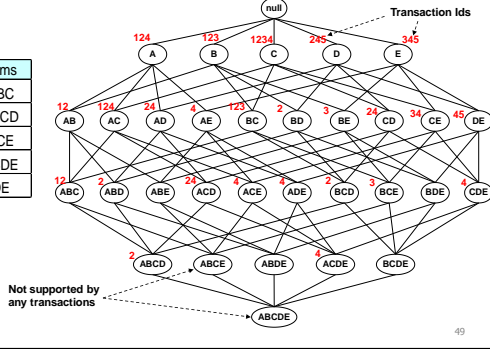 null
Transaction Ids
124
123
1234
245
345
A
B
C
D
E
ms
BC
CD
CE
DE
DE
12
124
24
4
123
2
3
24
34
45
AB
AC
AD
AE
BC
BD
BE
CD
CE
DE
12
2
24
4
4
2
3
4
ABC
ABD
ABE
ACD
ACE
ADE
BCD
BCE
BDE
CDE
2
4
ABCD
ABCE
ABDE
ACDE
BCDE
Not supported by
any transactions
ABCDE
49